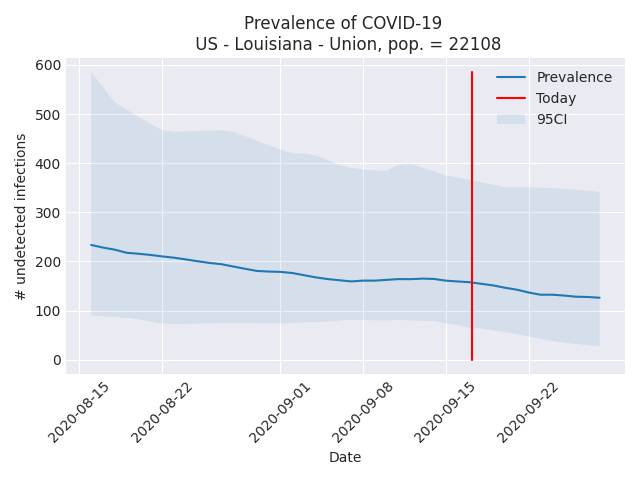 Prevalence of COVID-19
US - Louisiana - Union, pop. = 22108
600
500
400
300
200
100
0
# undetected infections
Prevalence
Today
95CI
2020-08-15
2020-08-22
2020-09-01
2020-09-08
2020-09-15
2020-09-22
Date